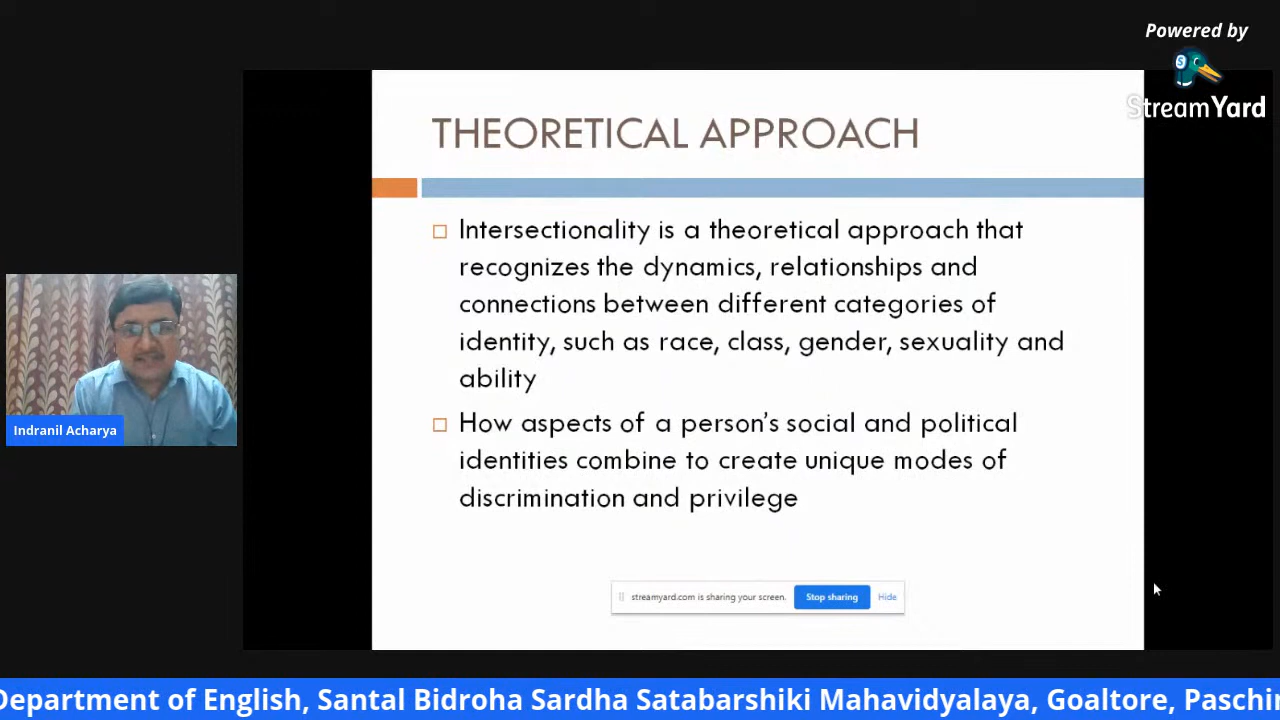 Powered by
StreamYard
THEORETICAL APPROACH
Intersectionality is a theoretical approach that
recognizes the dynamics, relationships and
connections between different categories of
identity, such as race, class, gender, sexuality and
ability
How aspects of a person's social and political
identities combine to create unique modes of
discrimination and privilege
Indranil Acharya
streamyard.com is sharing your screen. Stop sharing Hide
Department of English, Santal Bidroha Sardha Satabarshiki Mahavidyalaya, Goaltore,